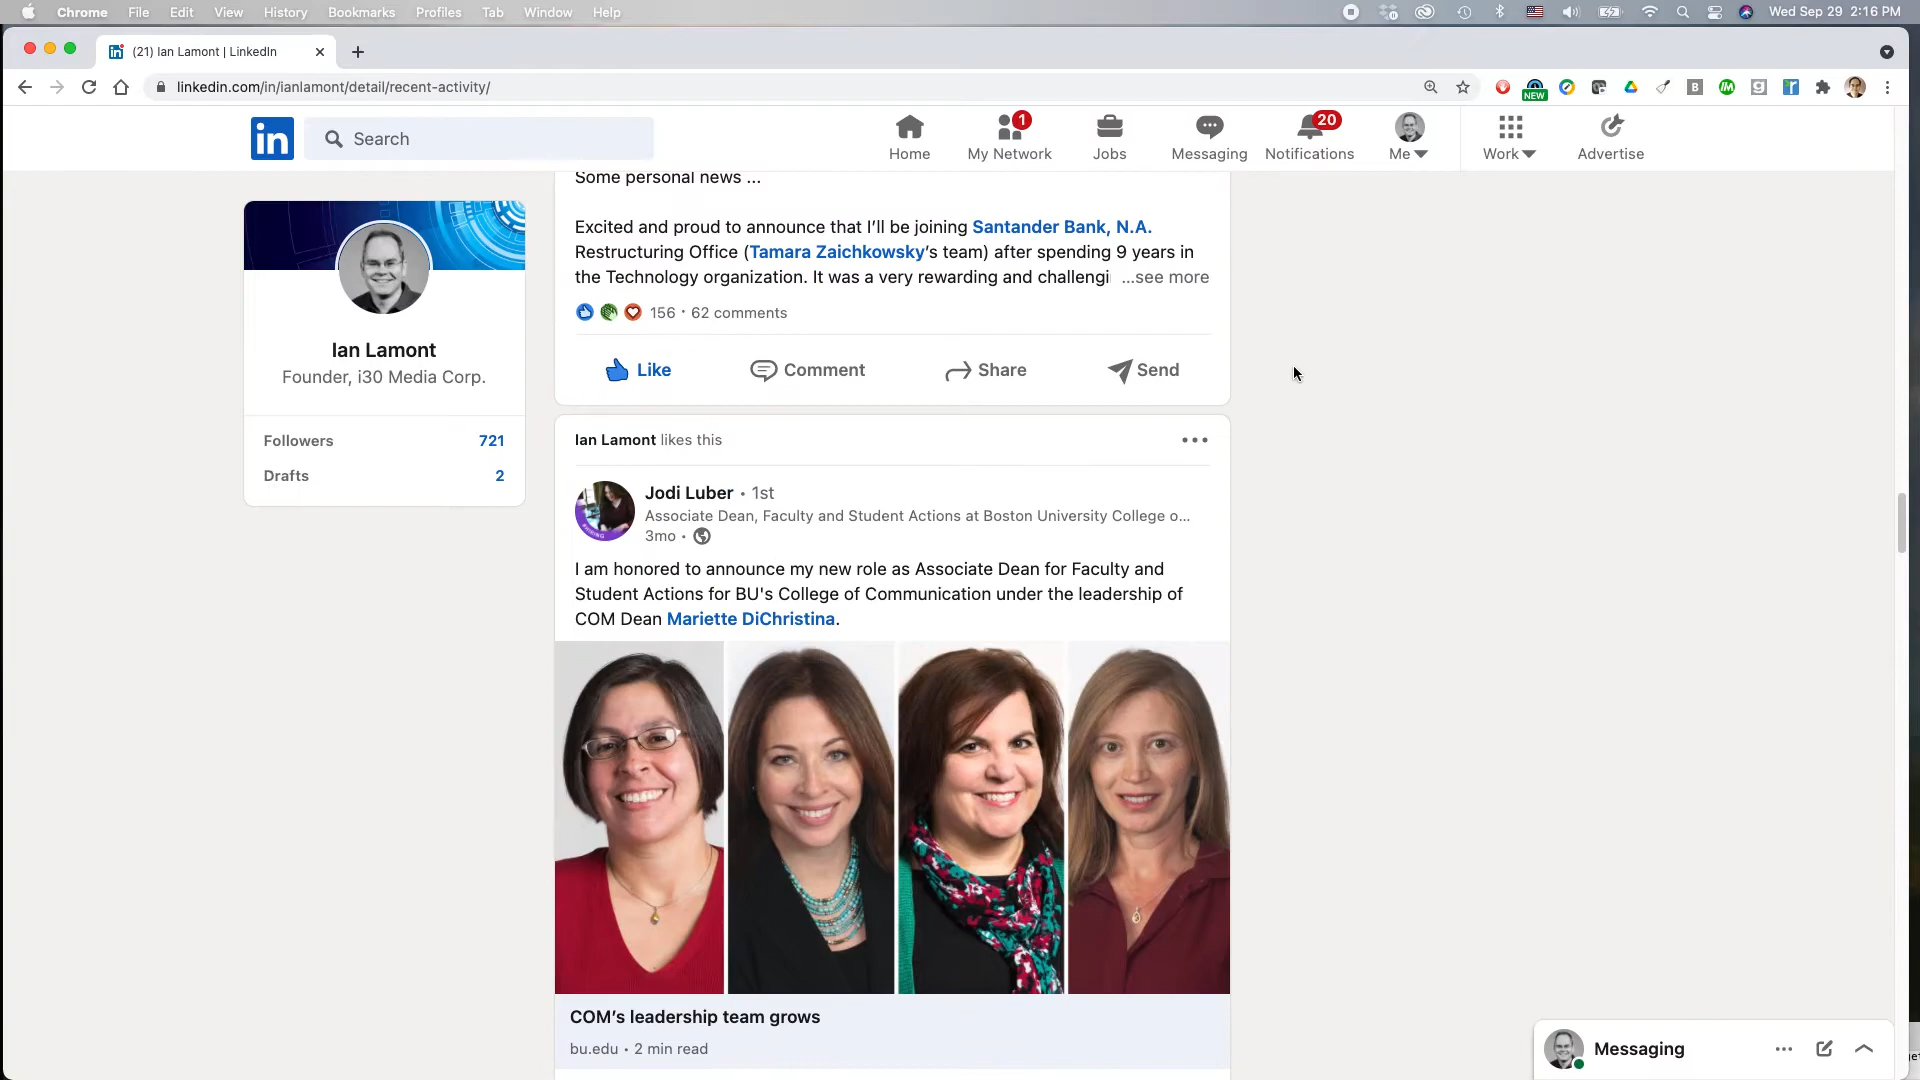 Chrome File Edit View History Bookmarks Profiles Tab Window Help
Wed Sep 29 2:16 PM
(21) Ian Lamont | LinkedIn
linkedin.com/in/ianlamont/detail/recent-activity/
NEW
in
Search
Home
My Network
1
Jobs
Messaging
Notifications
20
Me
Work
Advertise
Ian Lamont
Founder, i30 Media Corp.
Followers 721
Drafts 2
Some personal news ...
Excited and proud to announce that I'll be joining Santander Bank, N.A.
Restructuring Office (Tamara Zaichkowsky's team) after spending 9 years in
the Technology organization. It was a very rewarding and challengi ...see more
156 · 62 comments
Like Comment Share Send
Ian Lamont likes this
Jodi Luber · 1st
Associate Dean, Faculty and Student Actions at Boston University College o...
3mo ·
I am honored to announce my new role as Associate Dean for Faculty and
Student Actions for BU's College of Communication under the leadership of
COM Dean Mariette DiChristina.
COM's leadership team grows
bu.edu · 2 min read
Messaging